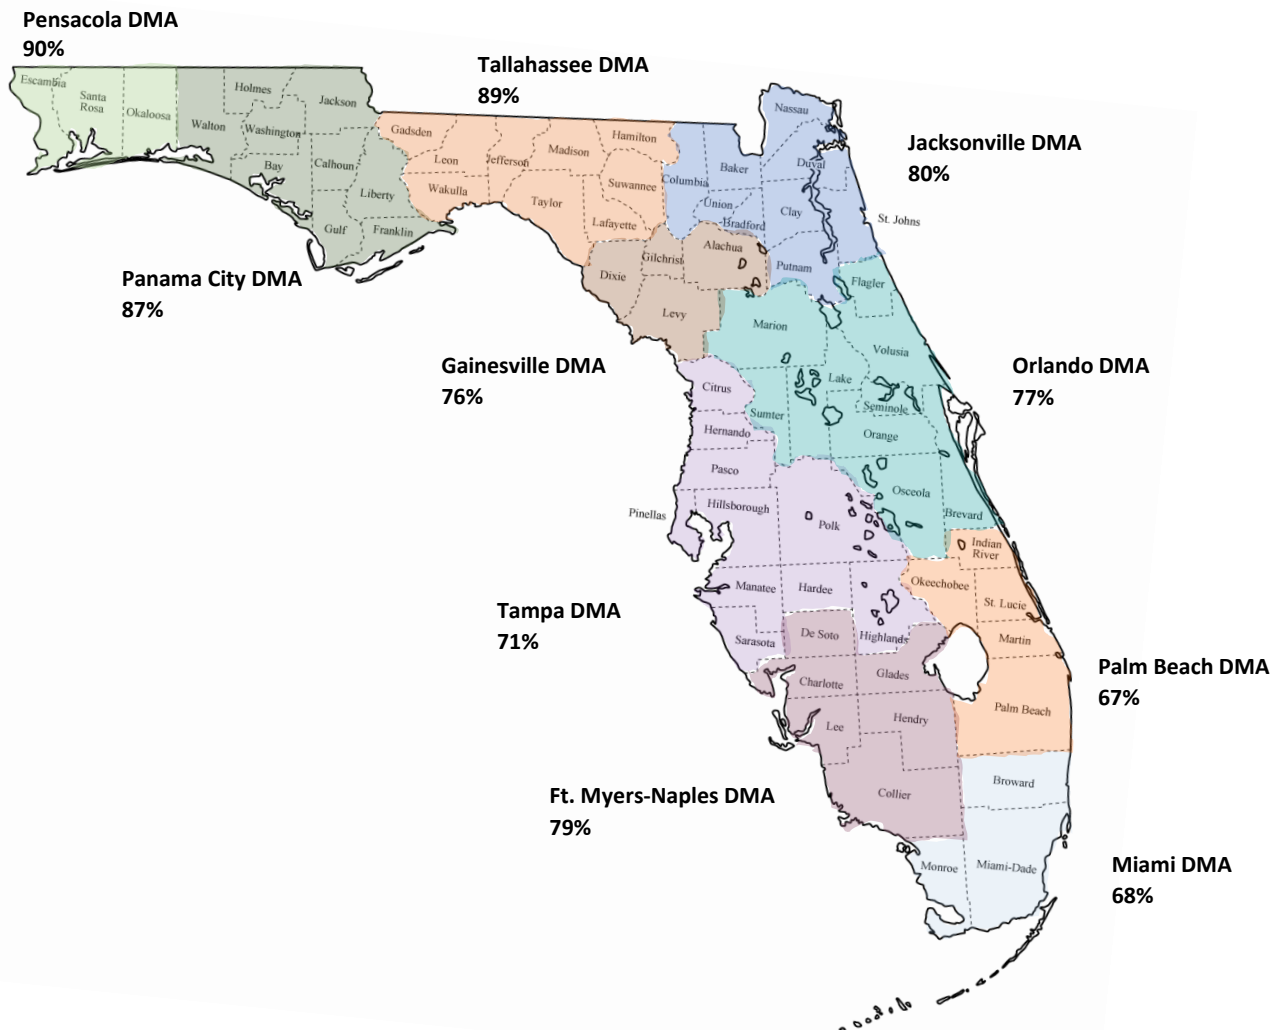 Pensacola DMA
90%
Tallahassee DMA
89%
Jacksonville DMA
80%
Panama City DMA
87%
Gainesville DMA
76%
Orlando DMA
77%
Tampa DMA
71%
Palm Beach DMA
67%
Ft. Myers-Naples DMA
79%
Miami DMA
68%
Escambia
Santa
Rosa
Okaloosa
Holmes
Jackson
Walton
Washington
Bay
Calhoun
Liberty
Gulf
Franklin
Gadsden
Leon
Jefferson
Madison
Hamilton
Wakulla
Taylor
Suwannee
Lafayette
Nassau
Baker
Duval
Columbia
Union
Bradford
Clay
St. Johns
Putnam
Alachua
Gilchrist
Dixie
Levy
Flagler
Marion
Volusia
Lake
Citrus
Sumter
Seminole
Hernando
Orange
Pasco
Osceola
Pinellas
Hillsborough
Polk
Brevard
Indian
River
Okeechobee
Manatee
Hardee
St. Lucie
De Soto
Highlands
Sarasota
Martin
Charlotte
Glades
Palm Beach
Lee
Hendry
Collier
Broward
Monroe
Miami-Dade